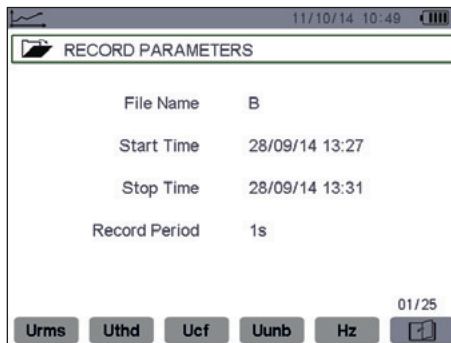 11/10/14 10:49
RECORD PARAMETERS
File Name B
Start Time 28/09/14 13:27
Stop Time 28/09/14 13:31
Record Period 1s
01/25
Urms Uthd Ucf Uunb Hz